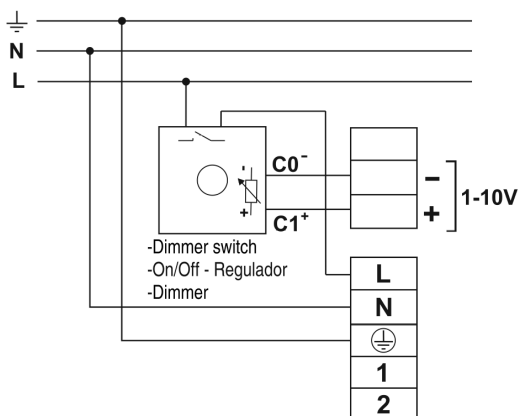 N
L
-
+
C0⁻
C1⁺
-
+
1-10V
-Dimmer switch
-On/Off - Regulador
-Dimmer
L
N
1
2